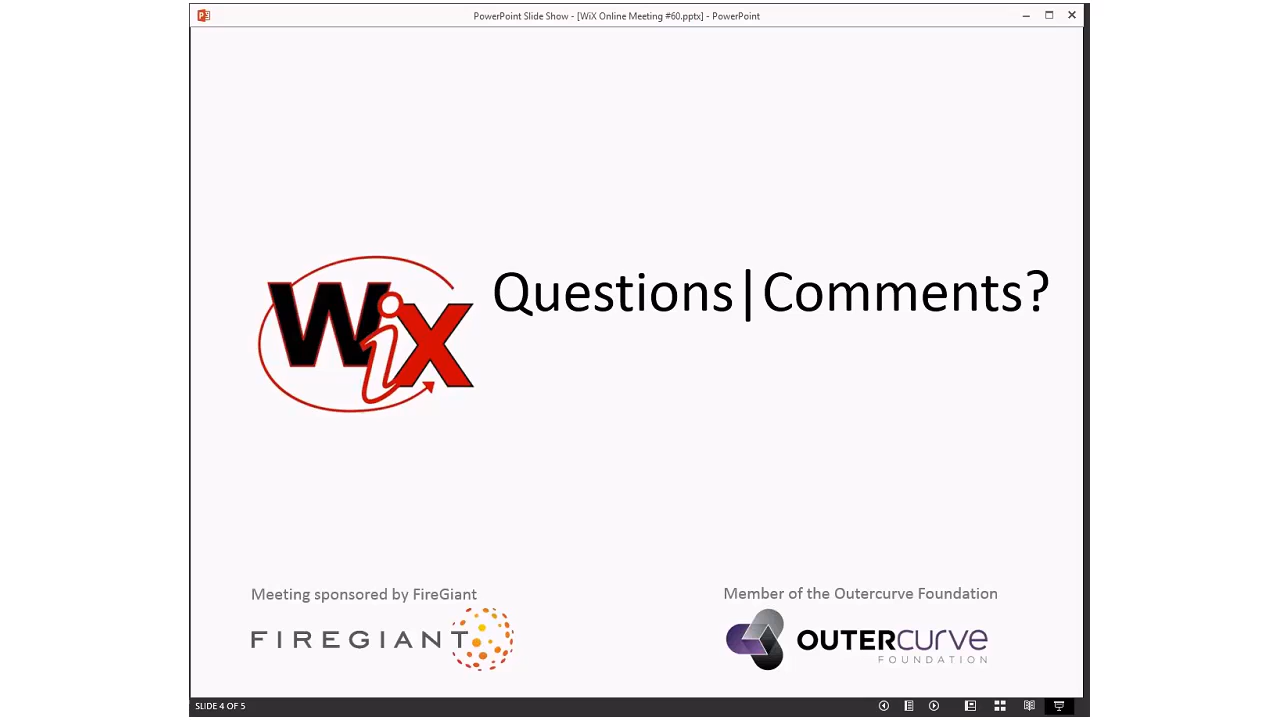 PowerPoint Slide Show - [WiX Online Meeting #60.pptx] - PowerPoint
WiX
Questions|Comments?
Meeting sponsored by FireGiant
FIREGIANT
Member of the Outercurve Foundation
OUTERCURVE
FOUNDATION
SLIDE 4 OF 5